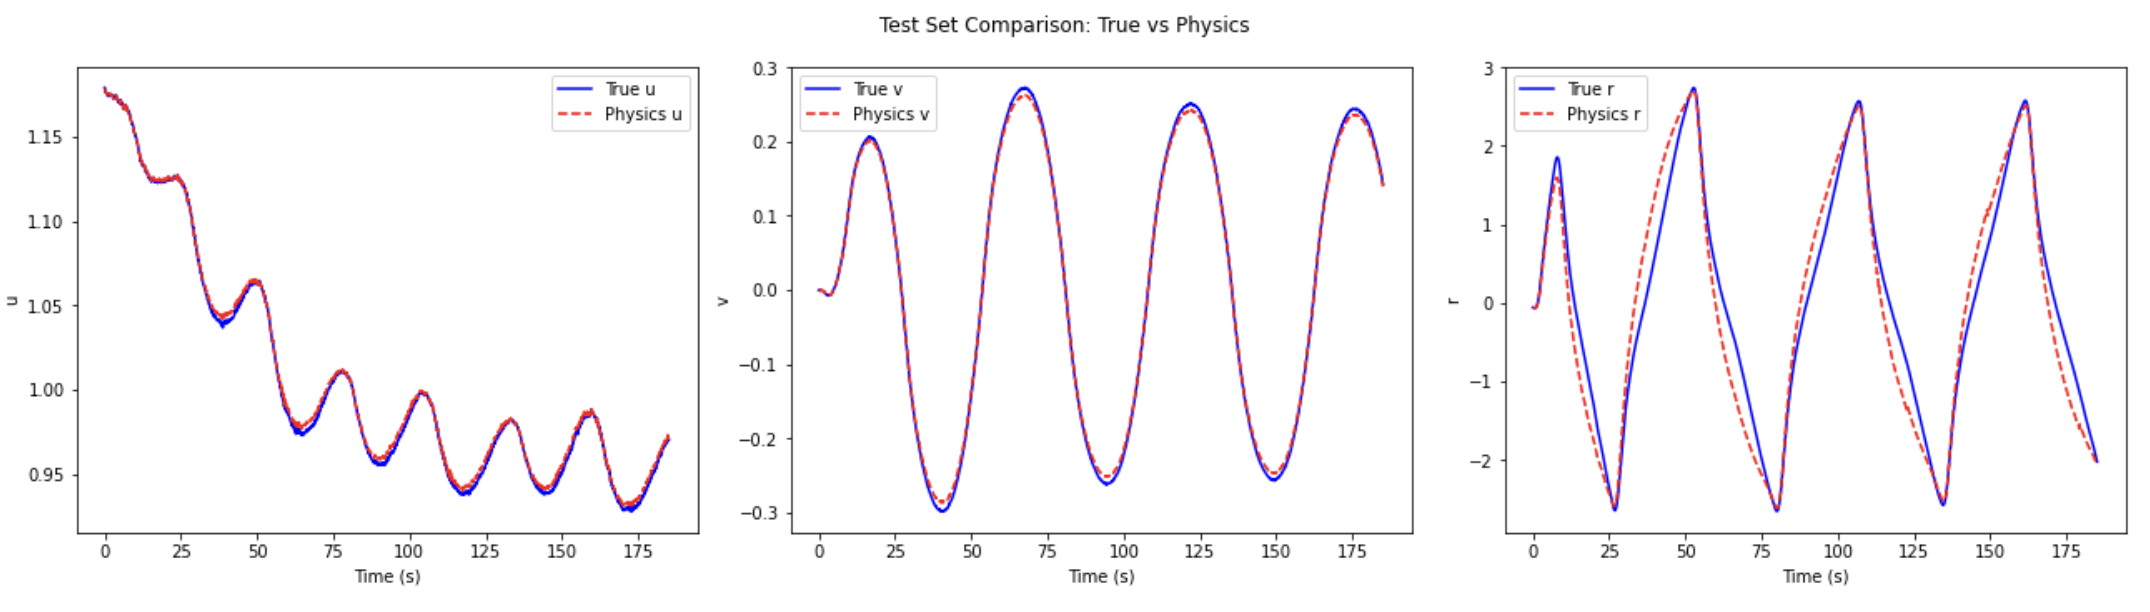 Test Set Comparison: True vs Physics
True u
Physics u
1.15
1.10
1.05
1.00
0.95
u
0 25 50 75 100 125 150 175
Time (s)
True v
Physics v
0.3
0.2
0.1
0.0
−0.1
−0.2
−0.3
v
0 25 50 75 100 125 150 175
Time (s)
True r
Physics r
3
2
1
0
−1
−2
r
0 25 50 75 100 125 150 175
Time (s)